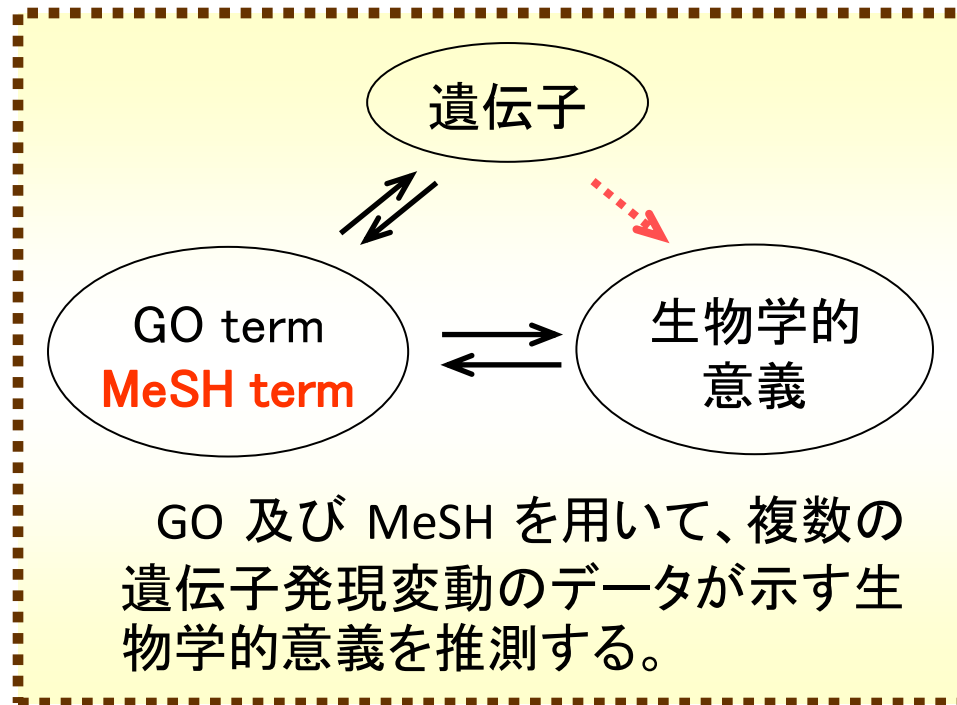 遺伝子
GO term
MeSH term
生物学的
意義
GO 及び MeSH を用いて、複数の
遺伝子発現変動のデータが示す生
物学的意義を推測する。